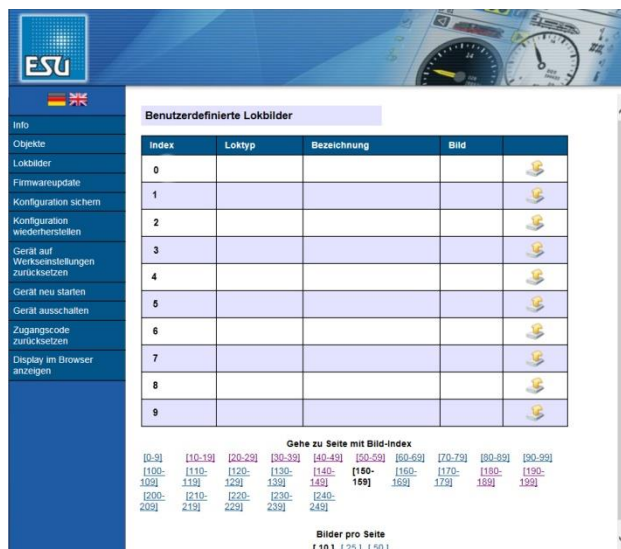 ESU
Info
Objekte
Lokbilder
Firmwareupdate
Konfiguration sichern
Konfiguration
wiederherstellen
Gerät auf
Werkseinstellungen
zurücksetzen
Gerät neu starten
Gerät ausschalten
Zugangscode
zurücksetzen
Display im Browser
anzeigen
Benutzerdefinierte Lokbilder
Index Loktyp Bezeichnung Bild
0
1
2
3
4
5
6
7
8
9
Gehe zu Seite mit Bild-Index
[0-9] [10-19] [20-29] [30-39] [40-49] [50-59] [60-69] [70-79] [80-89] [90-99]
[100-109] [110-119] [120-129] [130-139] [140-149] [150-159] [160-169] [170-179] [180-189] [190-199]
[200-209] [210-219] [220-229] [230-239] [240-249]
Bilder pro Seite
[ 10 ] [ 25 ] [ 50 ]